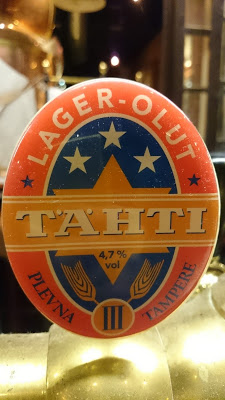 LAGER-OLUT
TÄHTI
4,7 %
vol
PLEVNA
III
TAMPERE